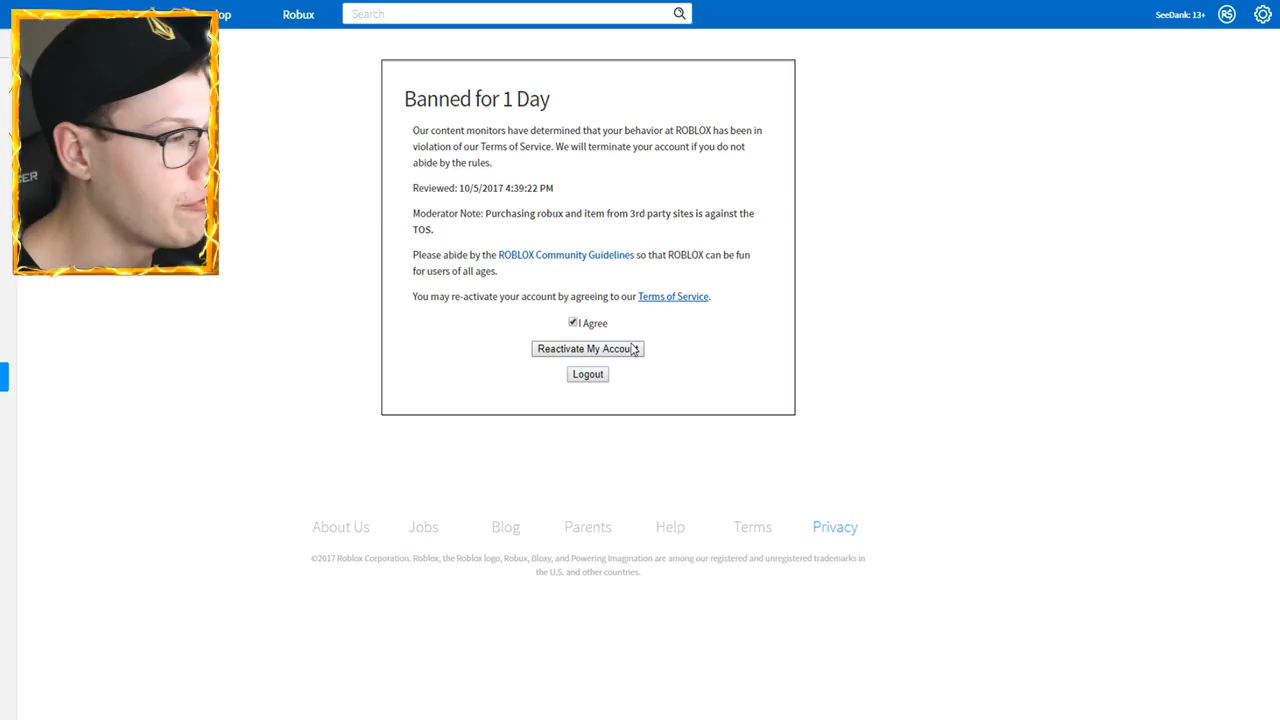 op Robux Search SeeDank: 13+ R$
Banned for 1 Day
Our content monitors have determined that your behavior at ROBLOX has been in
violation of our Terms of Service. We will terminate your account if you do not
abide by the rules.
Reviewed: 10/5/2017 4:39:22 PM
Moderator Note: Purchasing robux and item from 3rd party sites is against the
TOS.
Please abide by the ROBLOX Community Guidelines so that ROBLOX can be fun
for users of all ages.
You may re-activate your account by agreeing to our Terms of Service.
I Agree
Reactivate My Account
Logout
About Us Jobs Blog Parents Help Terms Privacy
©2017 Roblox Corporation. Roblox, the Roblox logo, Robux, Bloxy, and Powering Imagination are among our registered and unregistered trademarks in
the U.S. and other countries.